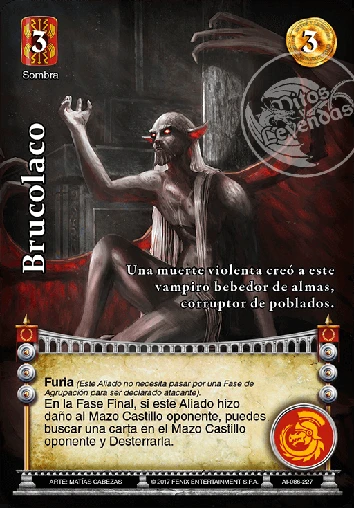 3
3
Sombra
Mitos
Leyendas
Brucolaco
Una muerte violenta creó a este
vampiro bebedor de almas,
corruptor de poblados.
Furia (Este Aliado no necesita pasar por una Fase de
Agrupación para ser declarado atacante).
En la Fase Final, si este Aliado hizo
daño al Mazo Castillo oponente, puedes
buscar una carta en el Mazo Castillo
oponente y Desterrarla.
ARTE: MATÍAS CABEZAS
© 2017 FENIX ENTERTAINMENT S.P.A.